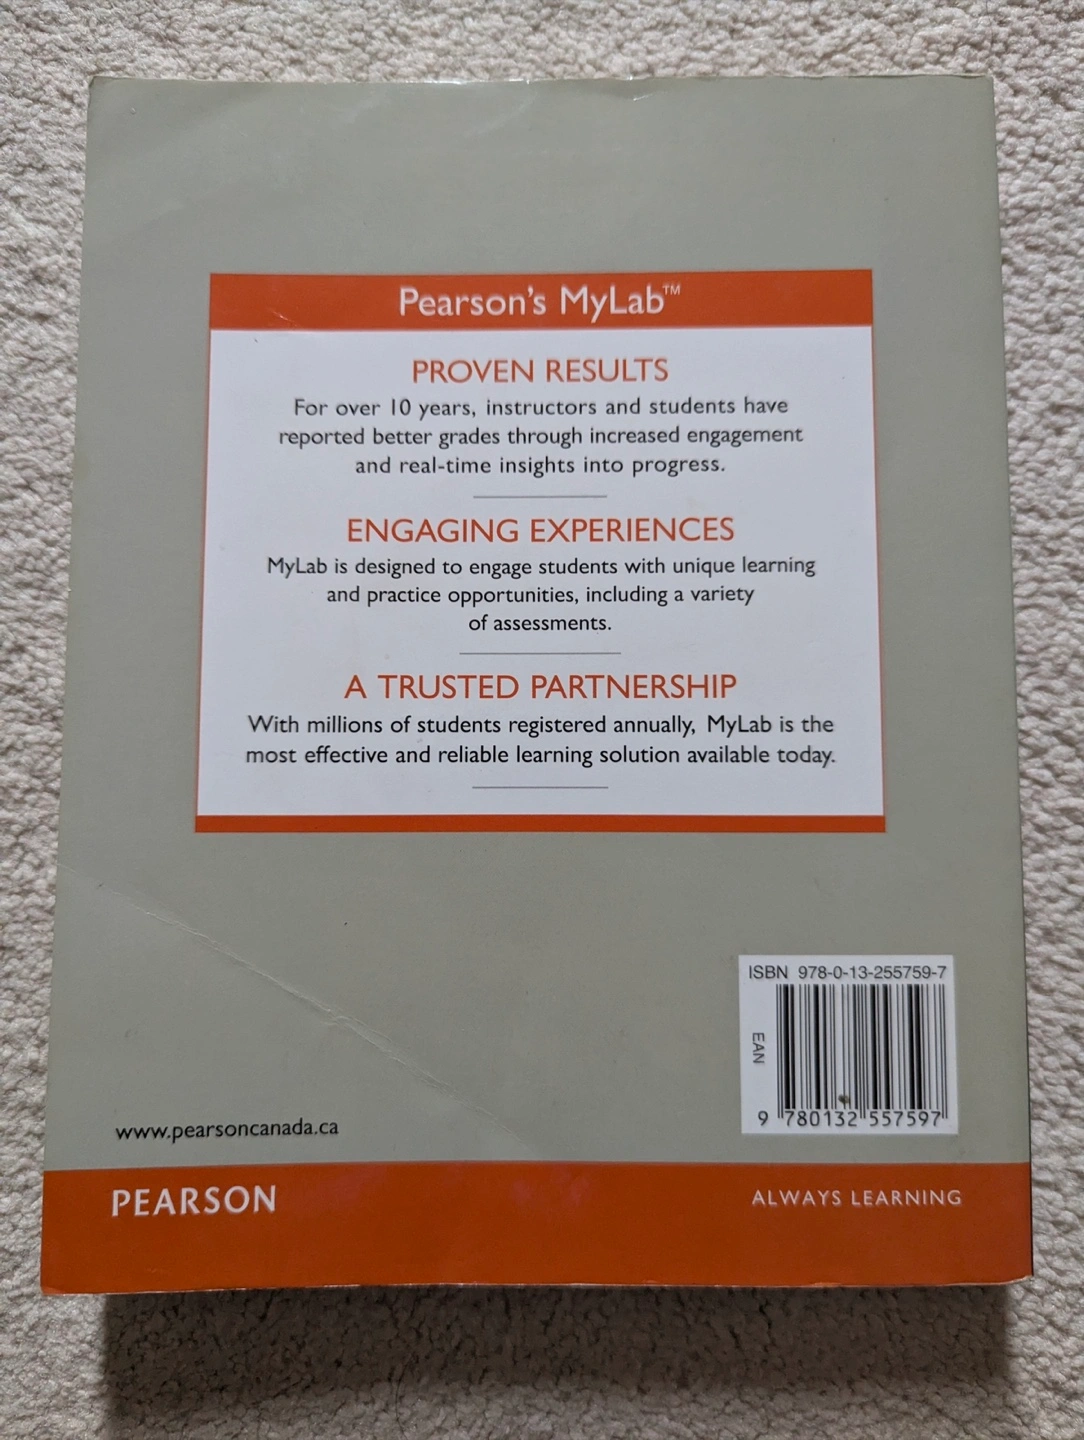 Pearson's MyLab™
PROVEN RESULTS
For over 10 years, instructors and students have
reported better grades through increased engagement
and real-time insights into progress.
ENGAGING EXPERIENCES
MyLab is designed to engage students with unique learning
and practice opportunities, including a variety
of assessments.
A TRUSTED PARTNERSHIP
With millions of students registered annually, MyLab is the
most effective and reliable learning solution available today.
ISBN 978-0-13-255759-7
EAN
9 780132 557597
www.pearsoncanada.ca
PEARSON
ALWAYS LEARNING